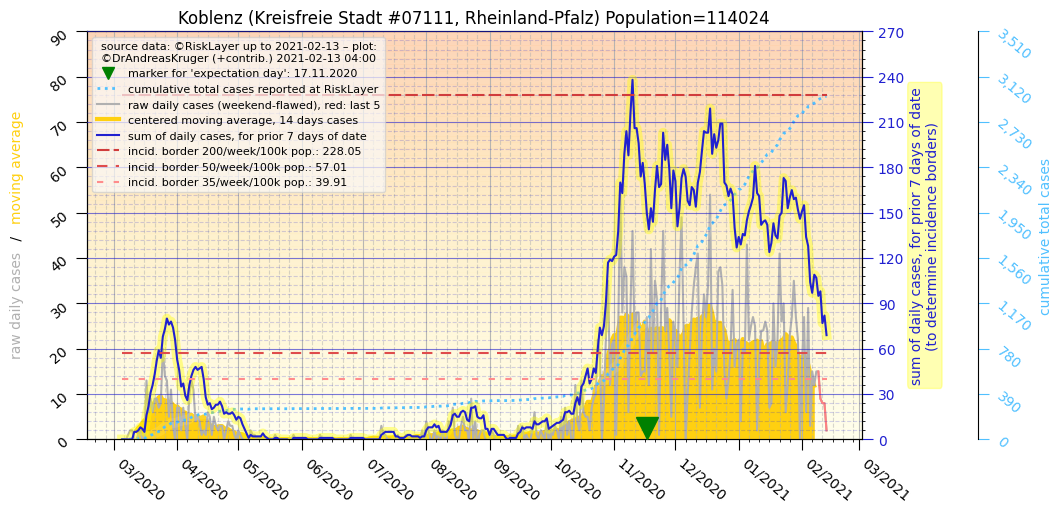 Koblenz (Kreisfreie Stadt #07111, Rheinland-Pfalz) Population=114024
source data: ©RiskLayer up to 2021-02-13 – plot:
©DrAndreasKruger (+contrib.) 2021-02-13 04:00
marker for 'expectation day': 17.11.2020
cumulative total cases reported at RiskLayer
raw daily cases (weekend-flawed), red: last 5
centered moving average, 14 days cases
sum of daily cases, for prior 7 days of date
incid. border 200/week/100k pop.: 228.05
incid. border 50/week/100k pop.: 57.01
incid. border 35/week/100k pop.: 39.91
raw daily cases / moving average
90
80
70
60
50
40
30
20
10
0
270
240
210
180
150
120
90
60
30
0
sum of daily cases, for prior 7 days of date
(to determine incidence borders)
3,510
3,120
2,730
2,340
1,950
1,560
1,170
780
390
0
cumulative total cases
03/2020
04/2020
05/2020
06/2020
07/2020
08/2020
09/2020
10/2020
11/2020
12/2020
01/2021
02/2021
03/2021